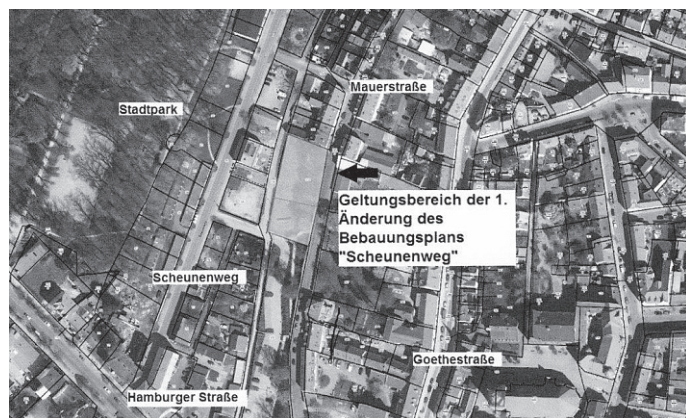 Mauerstraße
Stadtpark
Geltungsbereich der 1.
Änderung des
Bebauungsplans
"Scheunenweg"
Scheunenweg
Goethestraße
Hamburger Straße